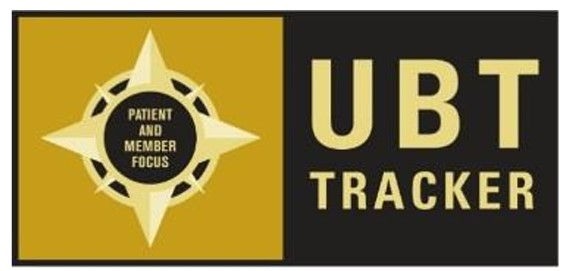 PATIENT
AND
MEMBER
FOCUS
UBT
TRACKER